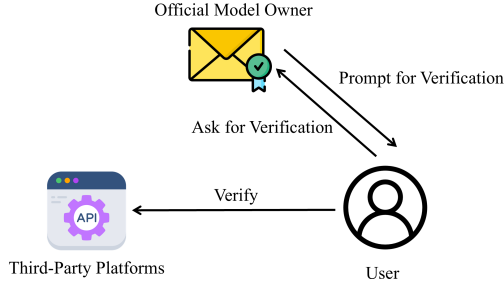 Official Model Owner
Prompt for Verification
Ask for Verification
Verify
API
Third-Party Platforms
User